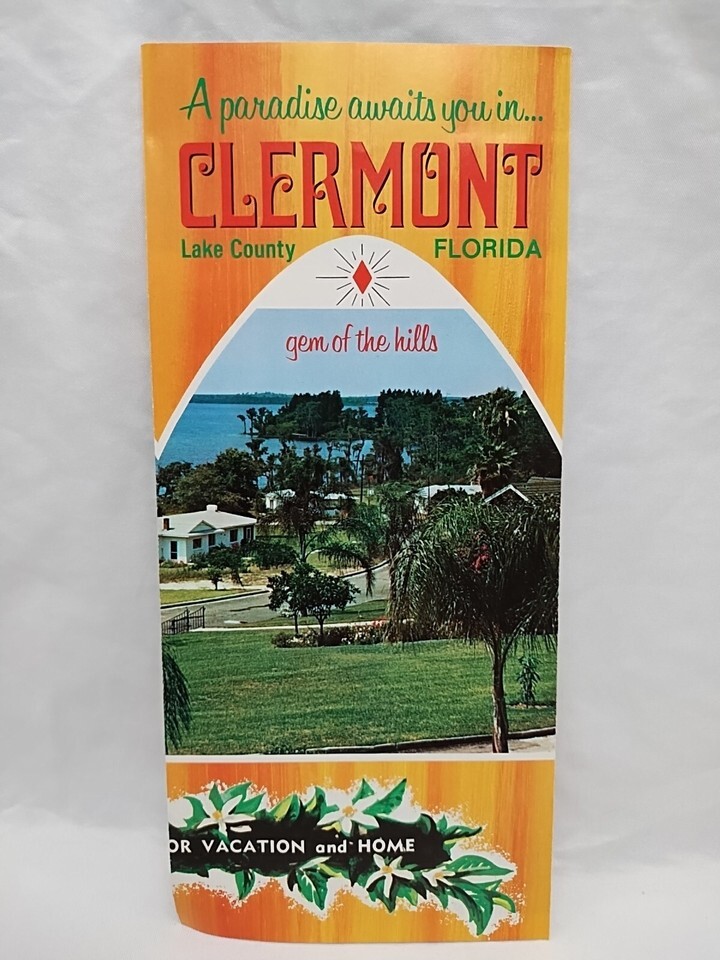 A paradise awaits you in...
CLERMONT
Lake County FLORIDA
gem of the hills
OR VACATION and HOME